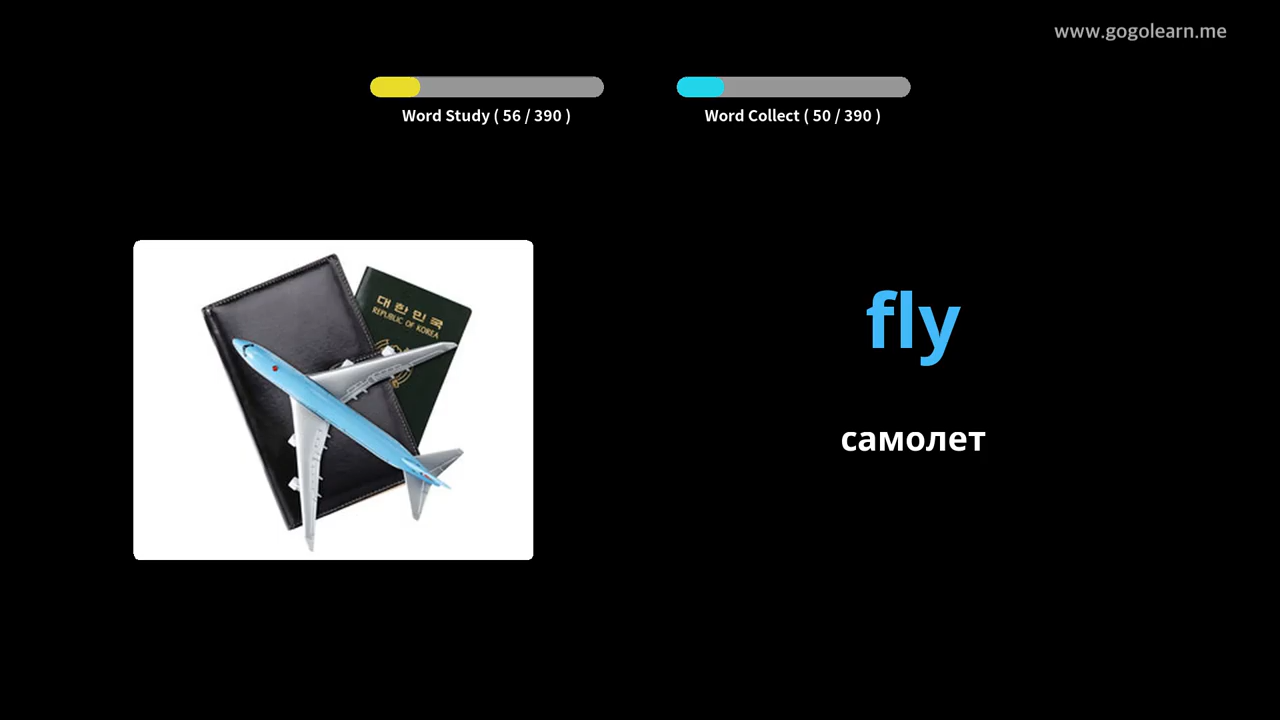 www.gogolearn.me
Word Study ( 56 / 390 )
Word Collect ( 50 / 390 )
대한민국
REPUBLIC OF KOREA
fly
самолет